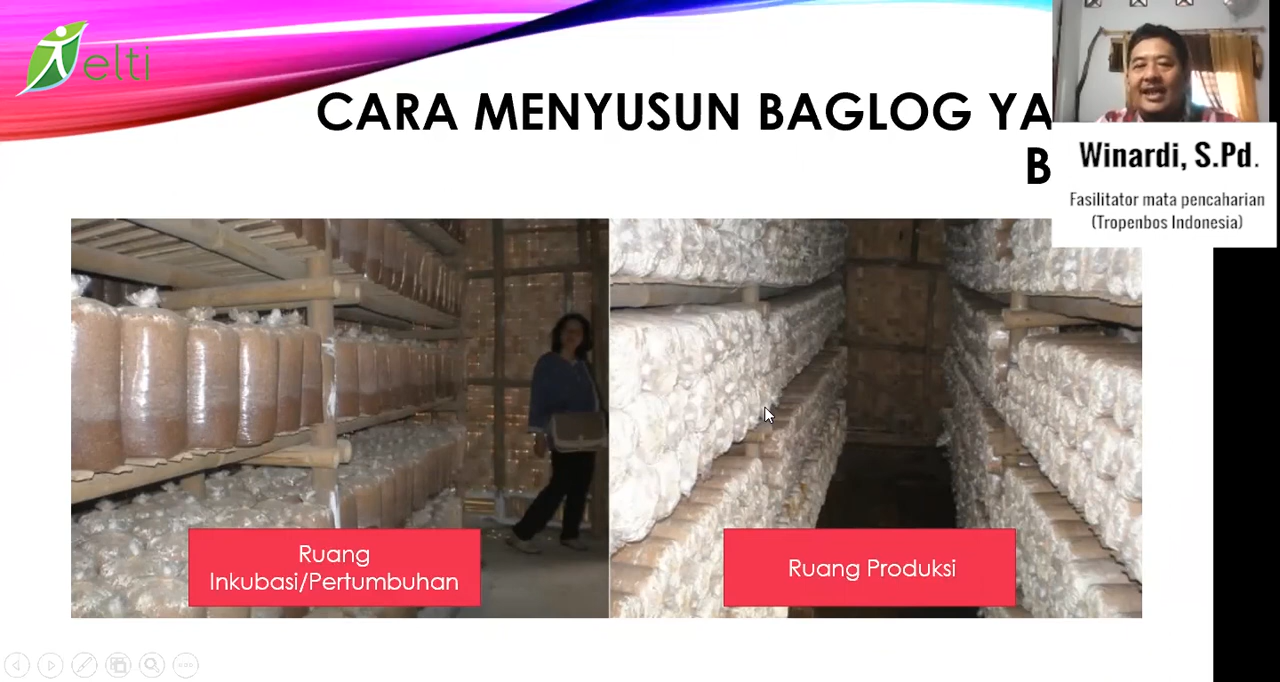 elti
CARA MENYUSUN BAGLOG YA
B
Winardi, S.Pd.
Fasilitator mata pencaharian
(Tropenbos Indonesia)
Ruang
Inkubasi/Pertumbuhan
Ruang Produksi